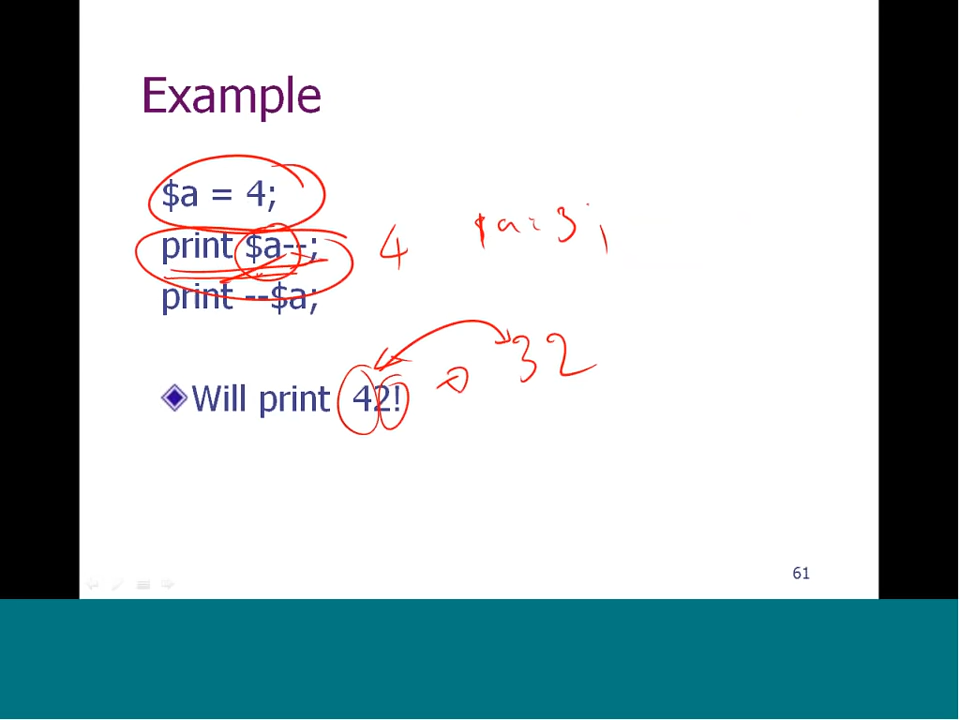 Example
$a = 4;
print $a--; 4 $a = 3;
print --$a;
Will print 42! 32
61